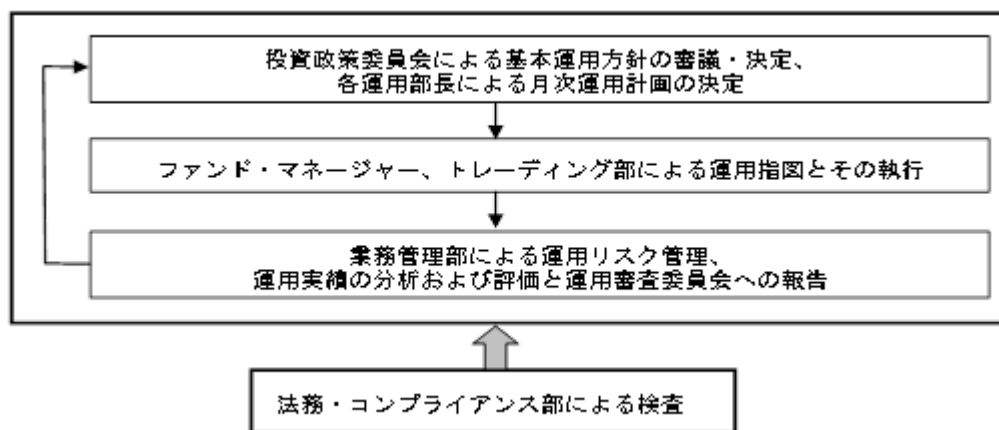 投資政策委員会による基本運用方針の審議・決定、
各運用部長による月次運用計画の決定
ファンド・マネージャー、トレーディング部による運用指図とその執行
業務管理部による運用リスク管理、
運用実績の分析および評価と運用審査委員会への報告
法務・コンプライアンス部による検査